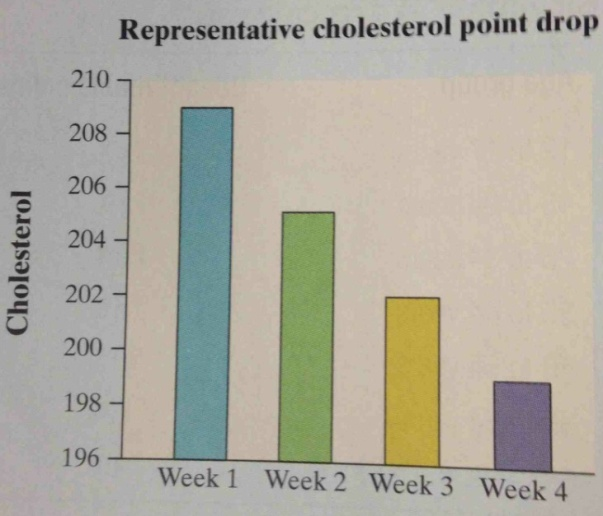 Representative cholesterol point drop
210
208
206
204
202
200
198
196
Cholesterol
Week 1 Week 2 Week 3 Week 4